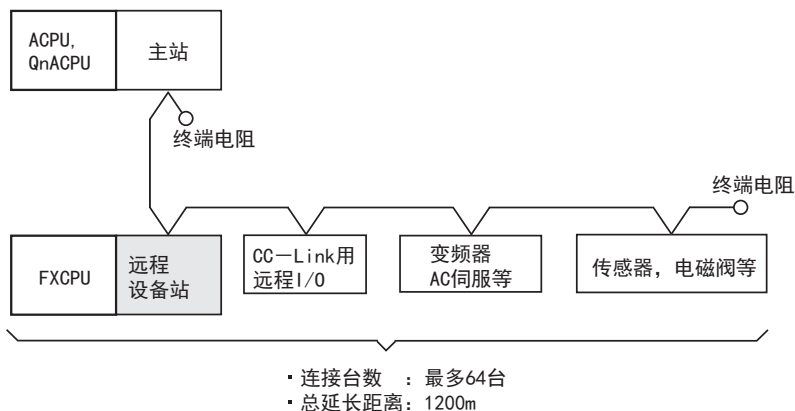 ACPU,
QnACPU
主站
终端电阻
终端电阻
FXCPU
远程
设备站
CC－Link用
远程I/O
变频器
AC伺服等
传感器，电磁阀等
▪连接台数 ：最多64台
▪总延长距离：1200m